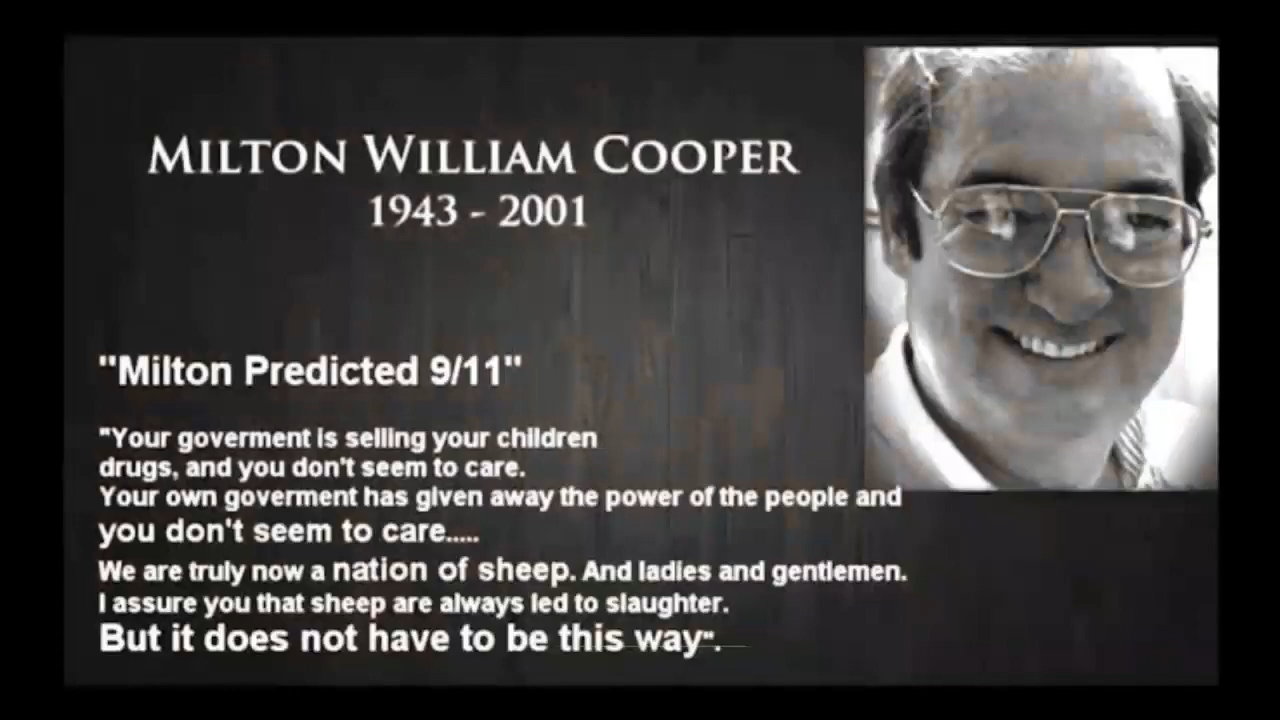 MILTON WILLIAM COOPER
1943 - 2001
"Milton Predicted 9/11"
"Your goverment is selling your children
drugs, and you don't seem to care.
Your own goverment has given away the power of the people and
you don't seem to care.....
We are truly now a nation of sheep. And ladies and gentlemen.
I assure you that sheep are always led to slaughter.
But it does not have to be this way".